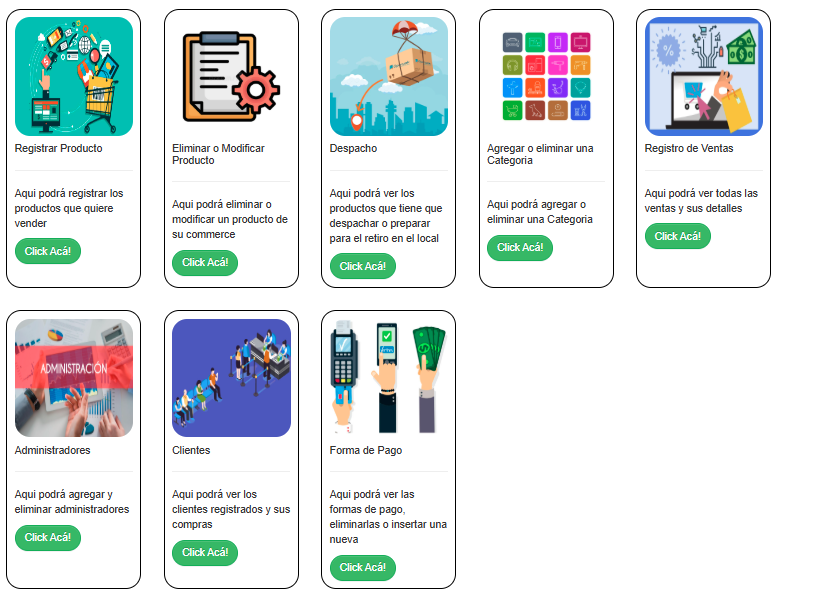 Registrar Producto
Aqui podrá registrar los
productos que quiere
vender
Click Acá!
Eliminar o Modificar
Producto
Aqui podrá eliminar o
modificar un producto de
su commerce
Click Acá!
Despacho
Aqui podrá ver los
productos que tiene que
despachar o preparar
para el retiro en el local
Click Acá!
Agregar o eliminar una
Categoria
Aqui podrá agregar o
eliminar una Categoria
Click Acá!
%
Registro de Ventas
Aqui podrá ver todas las
ventas y sus detalles
Click Acá!
ADMINISTRACIÓN
Administradores
Aqui podrá agregar y
eliminar administradores
Click Acá!
Clientes
Aqui podrá ver los
clientes registrados y sus
compras
Click Acá!
Forma de Pago
Aqui podrá ver las
formas de pago,
eliminarlas o insertar una
nueva
Click Acá!